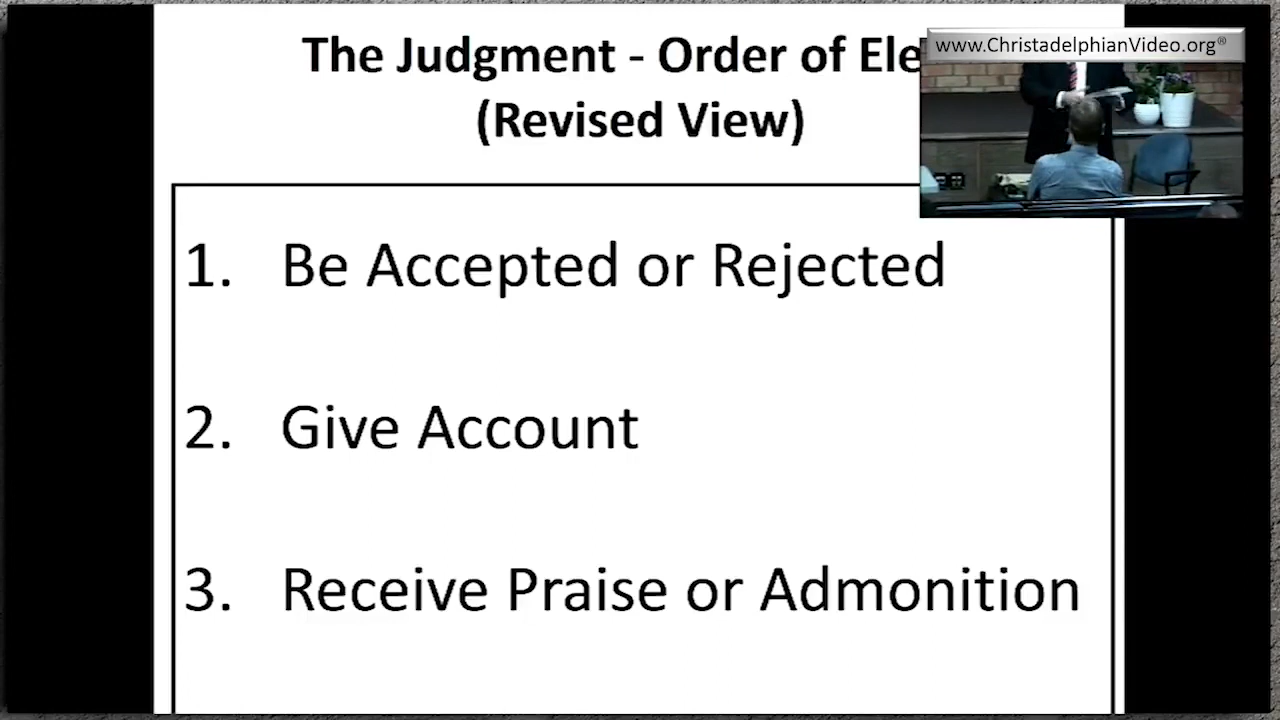 The Judgment - Order of Ele
(Revised View)
www.ChristadelphianVideo.org®
1. Be Accepted or Rejected
2. Give Account
3. Receive Praise or Admonition